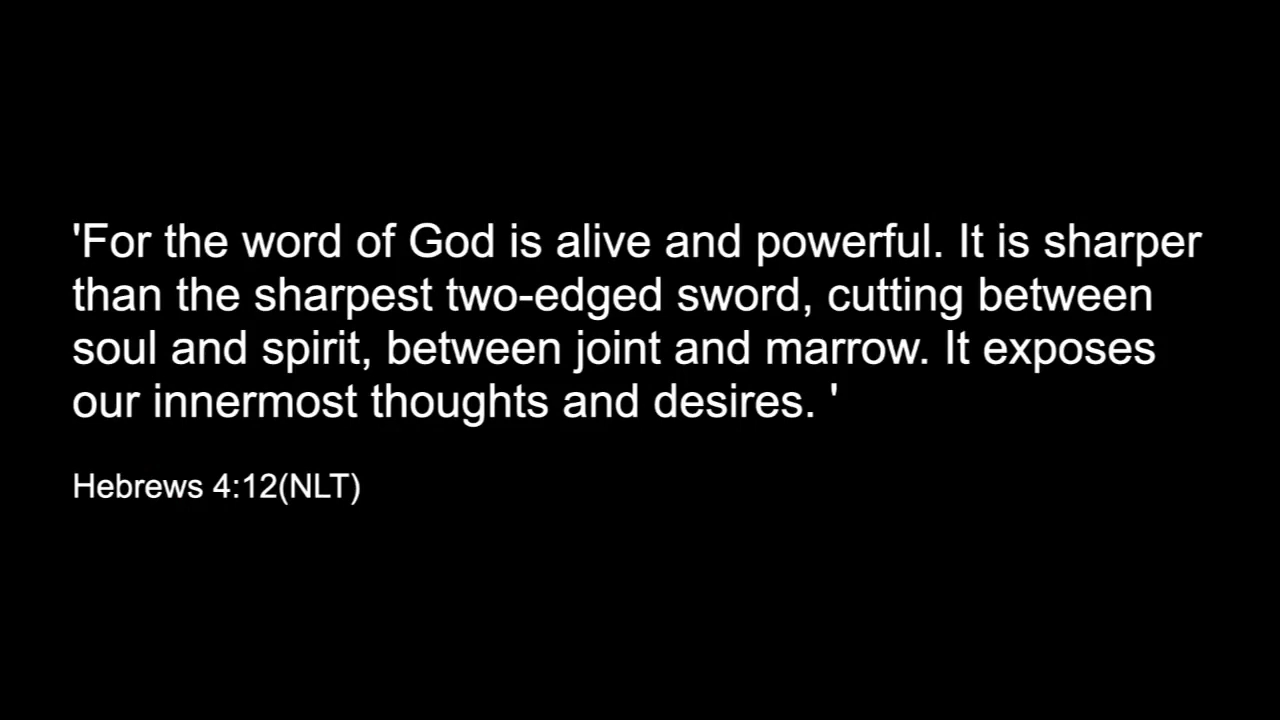 'For the word of God is alive and powerful. It is sharper
than the sharpest two-edged sword, cutting between
soul and spirit, between joint and marrow. It exposes
our innermost thoughts and desires. '
Hebrews 4:12(NLT)